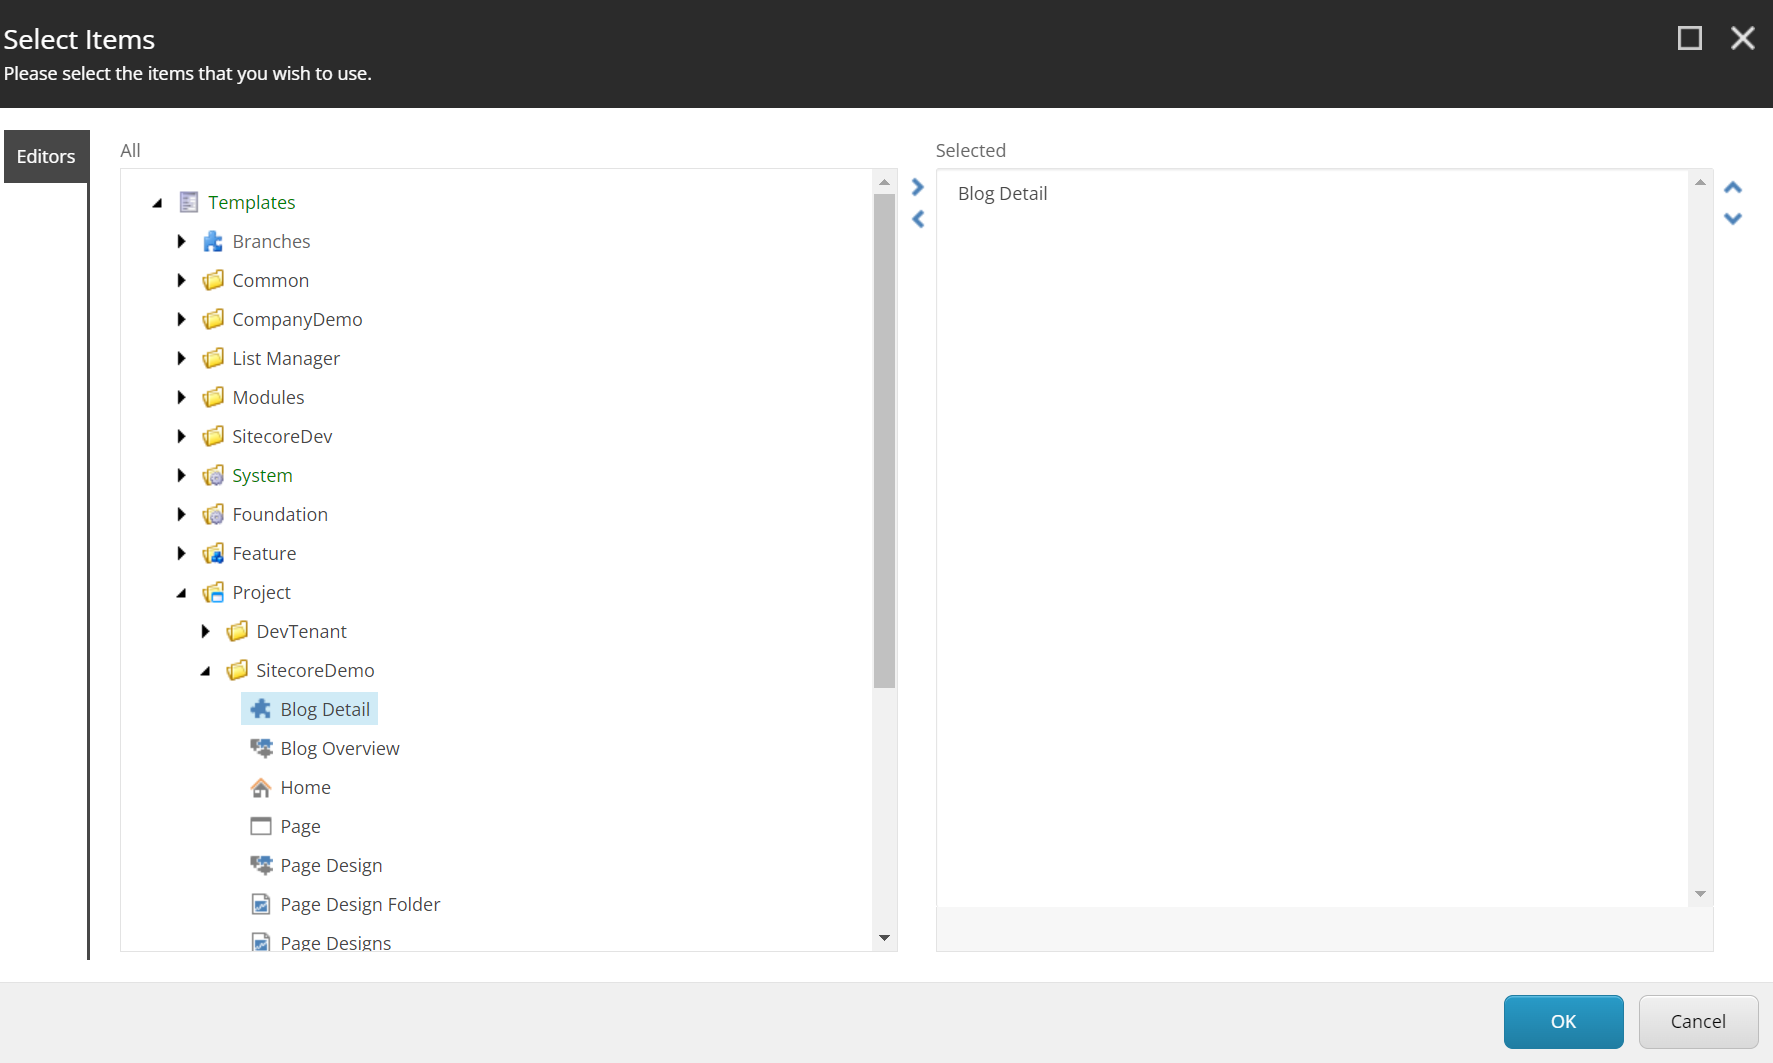 Select Items
Please select the items that you wish to use.
Editors
All
Templates
Branches
Common
CompanyDemo
List Manager
Modules
SitecoreDev
System
Foundation
Feature
Project
DevTenant
SitecoreDemo
Blog Detail
Blog Overview
Home
Page
Page Design
Page Design Folder
Page Designs
Selected
Blog Detail
OK
Cancel